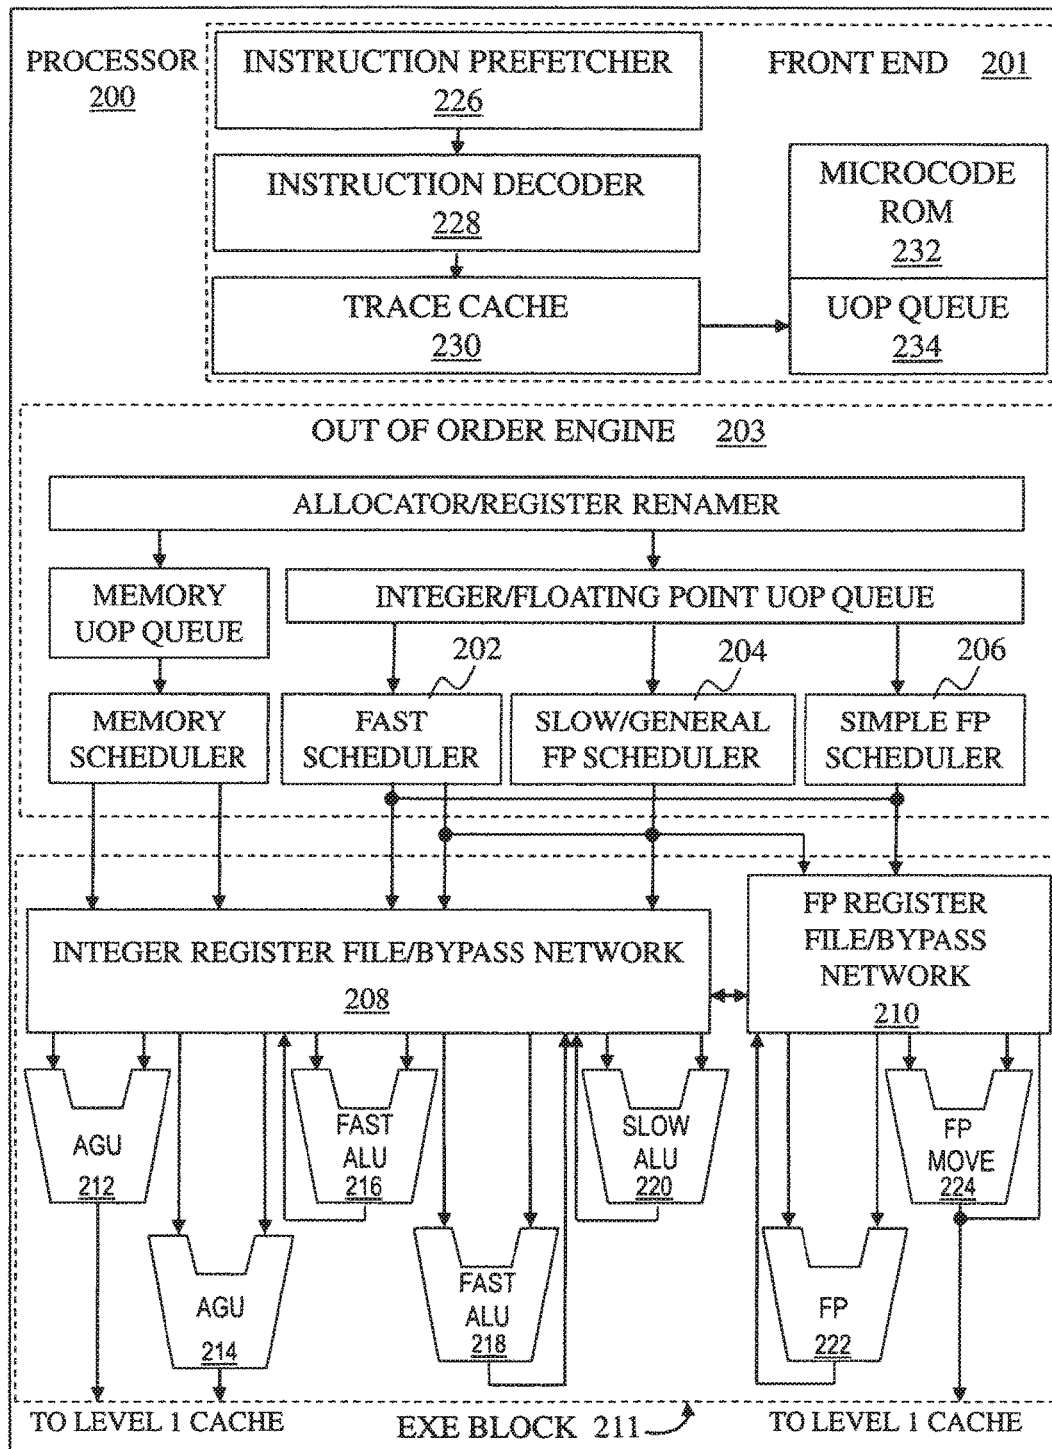 PROCESSOR
200
INSTRUCTION PREFETCHER
226
FRONT END 201
INSTRUCTION DECODER
228
MICROCODE
ROM
232
TRACE CACHE
230
UOP QUEUE
234
OUT OF ORDER ENGINE 203
ALLOCATOR/REGISTER RENAMER
MEMORY
UOP QUEUE
INTEGER/FLOATING POINT UOP QUEUE
202
204
206
MEMORY
SCHEDULER
FAST
SCHEDULER
SLOW/GENERAL
FP SCHEDULER
SIMPLE FP
SCHEDULER
INTEGER REGISTER FILE/BYPASS NETWORK
208
FP REGISTER
FILE/BYPASS
NETWORK
210
AGU
212
FAST
ALU
216
SLOW
ALU
220
FP
MOVE
224
AGU
214
FAST
ALU
218
FP
222
TO LEVEL 1 CACHE
EXE BLOCK 211
TO LEVEL 1 CACHE